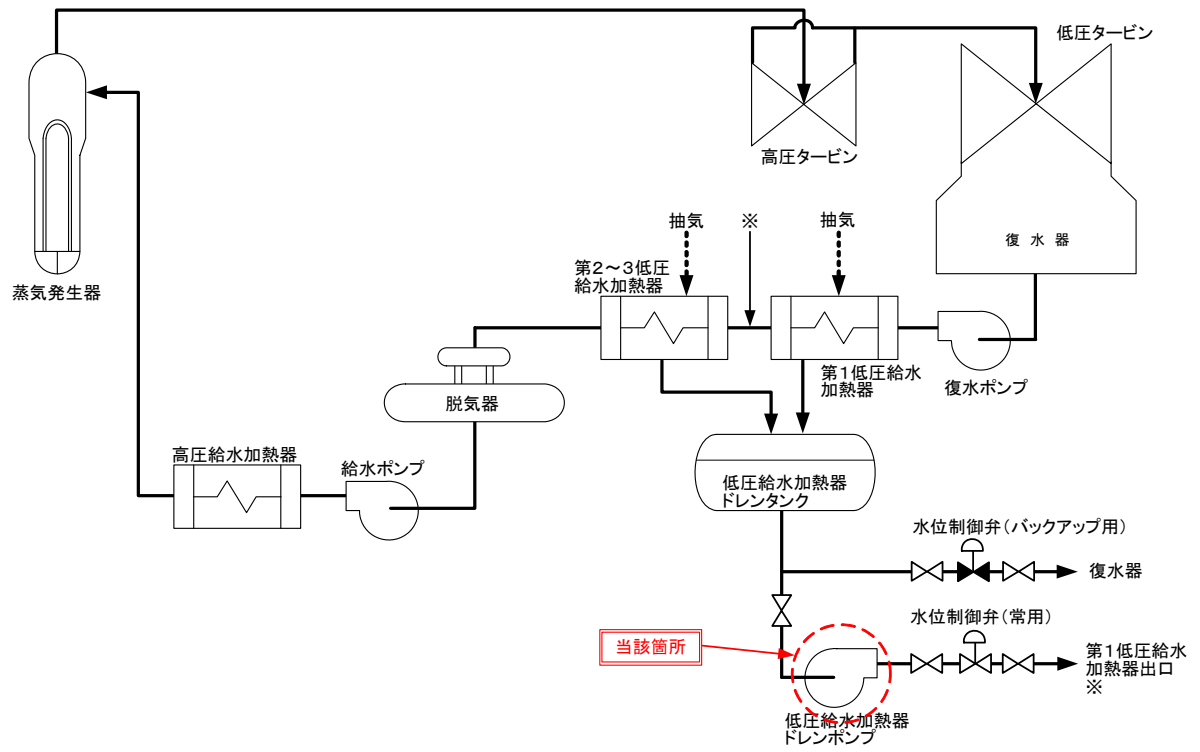 低圧タービン
高圧タービン
復水器
抽気
※
抽気
第2～3低圧
給水加熱器
蒸気発生器
第1低圧給水
加熱器
復水ポンプ
脱気器
高圧給水加熱器
給水ポンプ
低圧給水加熱器
ドレンタンク
水位制御弁(バックアップ用)
復水器
水位制御弁(常用)
当該箇所
第1低圧給水
加熱器出口
※
低圧給水加熱器
ドレンポンプ